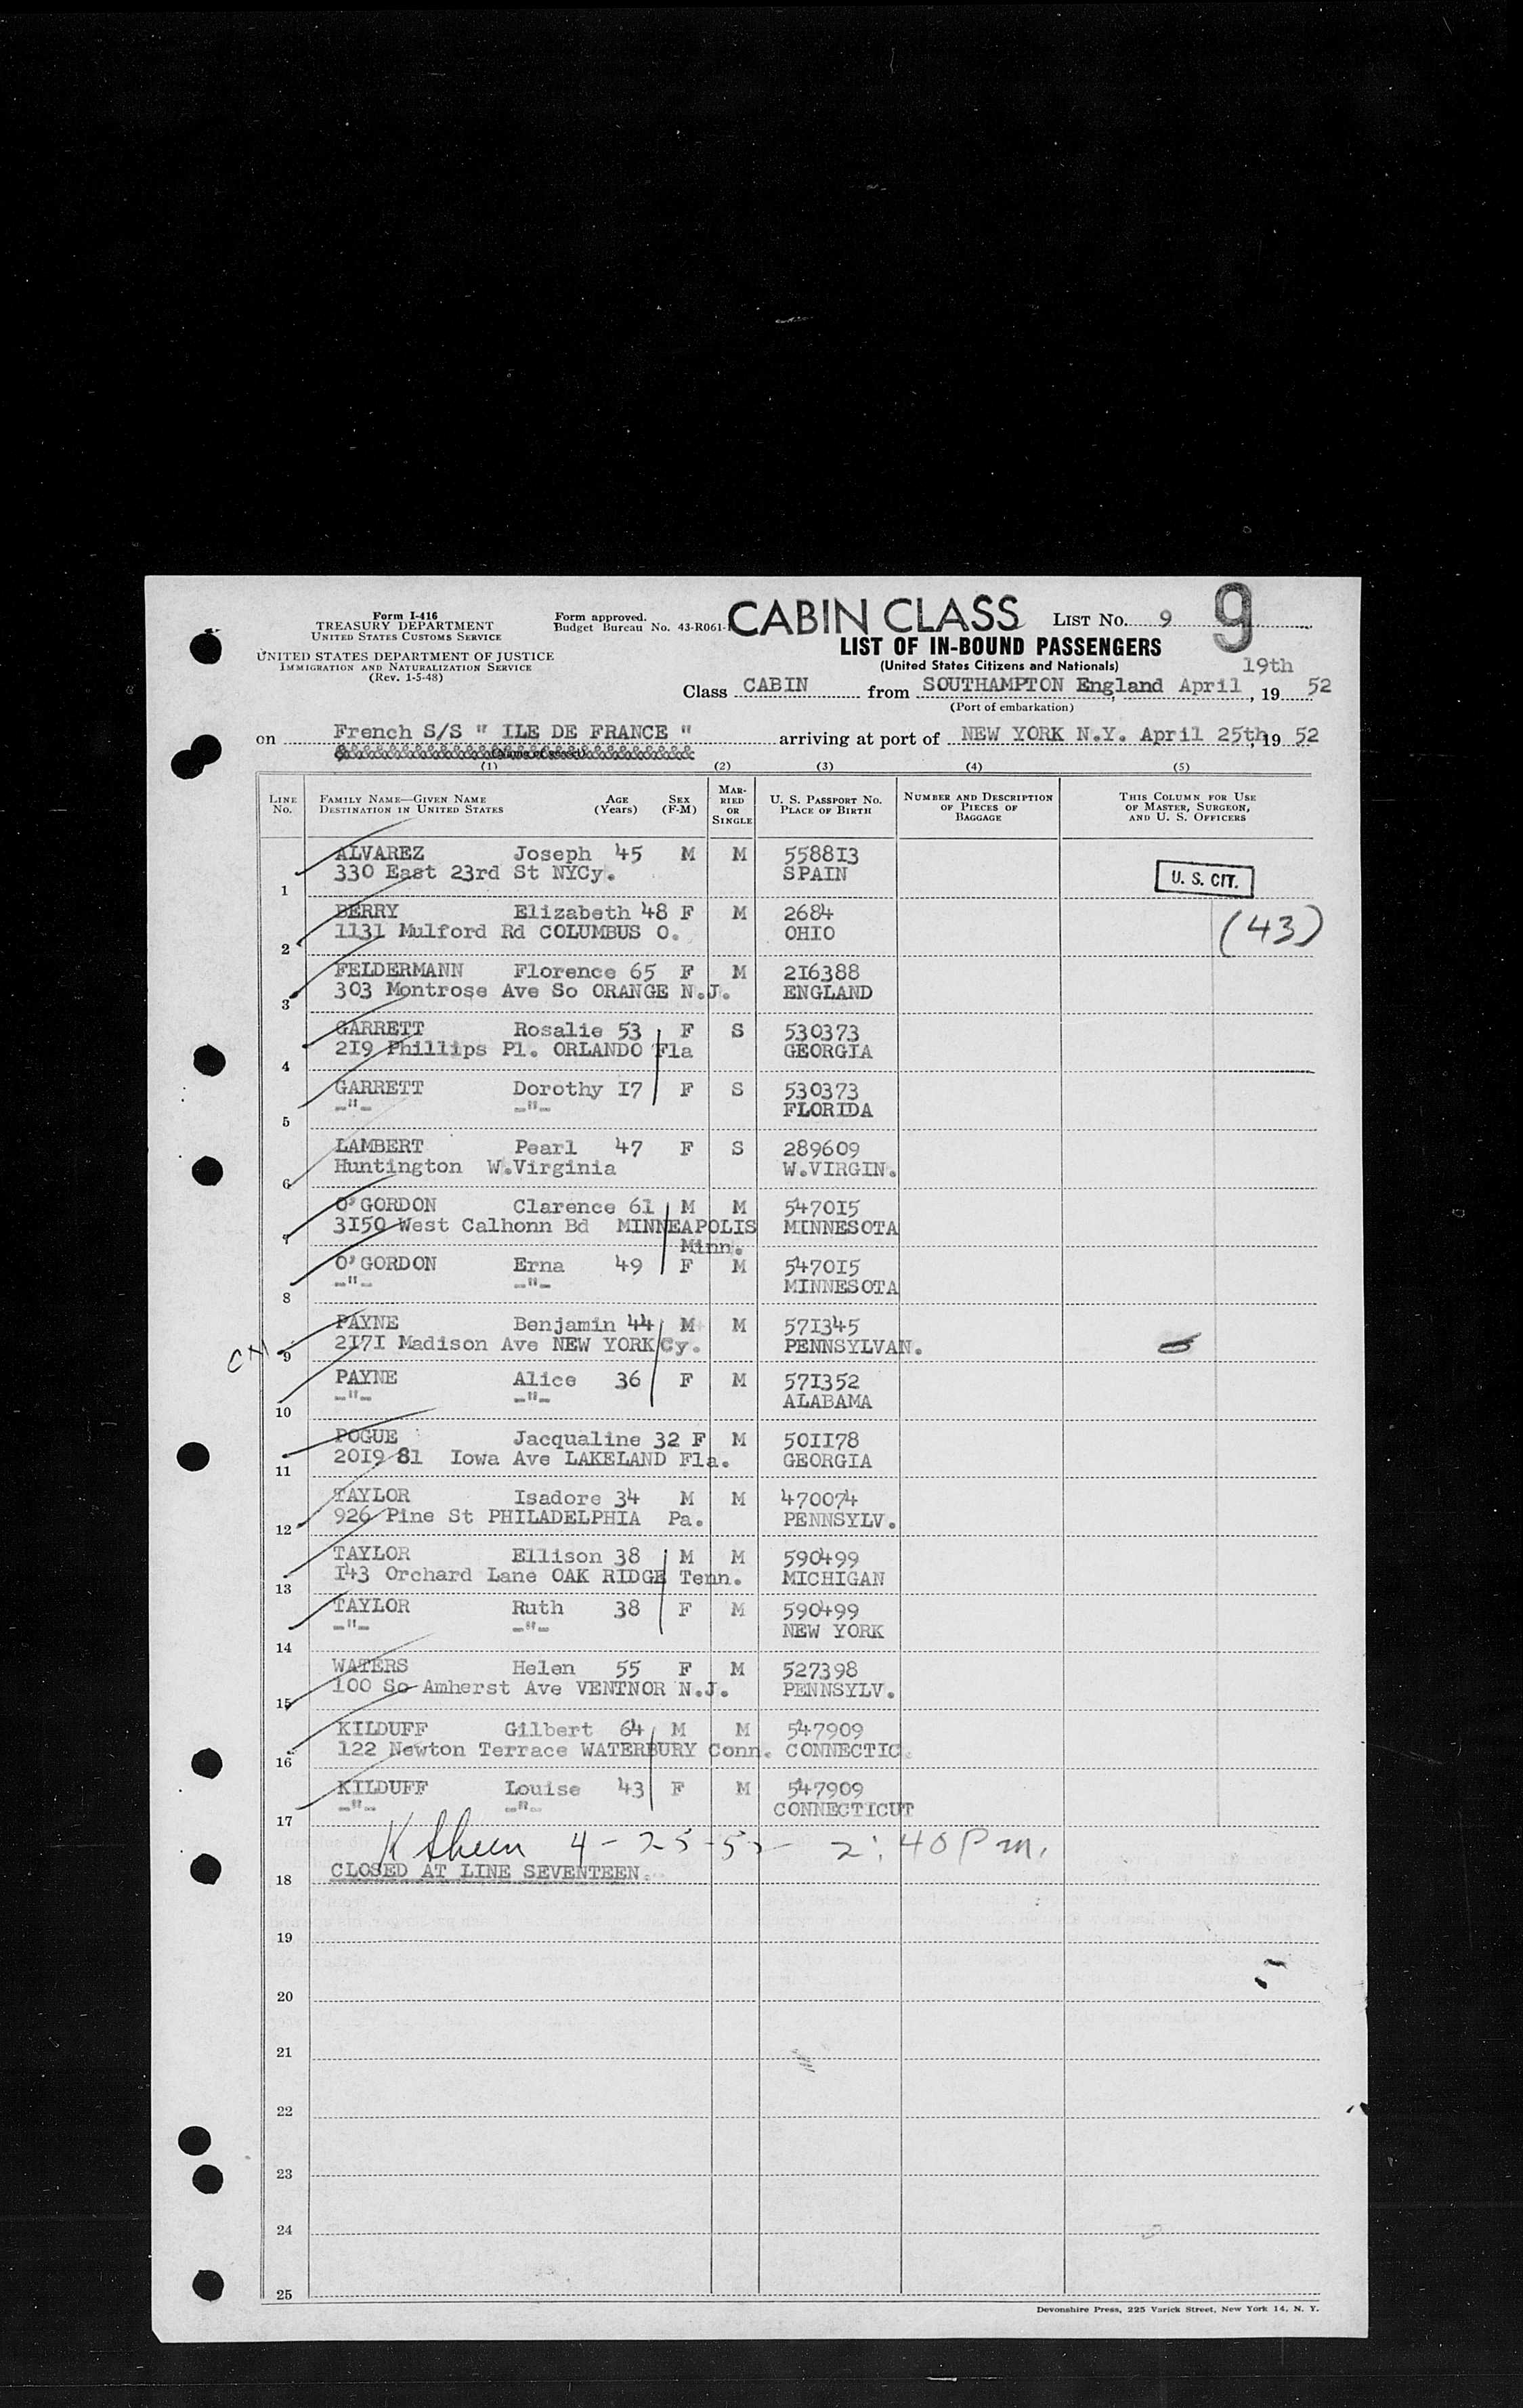 Form I-416
TREASURY DEPARTMENT
UNITED STATES CUSTOMS SERVICE
UNITED STATES DEPARTMENT OF JUSTICE
IMMIGRATION AND NATURALIZATION SERVICE
(Rev. 1-5-48)
Form approved.
Budget Bureau No. 43-R061-
CABIN CLASS
LIST No. 9
9
LIST OF IN-BOUND PASSENGERS
(United States Citizens and Nationals)
19th
Class CABIN from SOUTHAMPTON England April, 19 52
(Port of embarkation)
on French S/S " ILE DE FRANCE " arriving at port of NEW YORK N.Y. April 25th, 19 52
(1) (2) (3) (4) (5)
LINE No. FAMILY NAME—GIVEN NAME DESTINATION IN UNITED STATES AGE (Years) SEX (F-M) MARRIED OR SINGLE U. S. PASSPORT NO. PLACE OF BIRTH NUMBER AND DESCRIPTION OF PIECES OF BAGGAGE THIS COLUMN FOR USE OF MASTER, SURGEON, AND U. S. OFFICERS
ALVAREZ Joseph 45 M M 558813
1 330 East 23rd St NYCy. SPAIN U. S. CIT.
BERRY Elizabeth 48 F M 2684
2 1131 Mulford Rd COLUMBUS O. OHIO (43)
FELDERMANN Florence 65 F M 216388
3 303 Montrose Ave So ORANGE N.J. ENGLAND
GARRETT Rosalie 53 F S 530373
4 219 Phillips Pl. ORLANDO Fla GEORGIA
GARRETT Dorothy 17 F S 530373
5 -"- -"- FLORIDA
LAMBERT Pearl 47 F S 289609
6 Huntington W.Virginia W.VIRGIN.
O'GORDON Clarence 61 M M 547015
7 3150 West Calhonn Bd MINNEAPOLIS MINNESOTA
Minn.
O'GORDON Erna 49 F M 547015
8 -"- -"- MINNESOTA
PAYNE Benjamin 44 M M 571345
9 2171 Madison Ave NEW YORK Cy. PENNSYLVAN.
PAYNE Alice 36 F M 571352
10 -"- -"- ALABAMA
POGUE Jacqualine 32 F M 501178
11 2019 81 Iowa Ave LAKELAND Fla. GEORGIA
TAYLOR Isadore 34 M M 470074
12 926 Pine St PHILADELPHIA Pa. PENNSYLV.
TAYLOR Ellison 38 M M 590499
13 143 Orchard Lane OAK RIDGE Tenn. MICHIGAN
TAYLOR Ruth 38 F M 590499
14 -"- -"- NEW YORK
WATERS Helen 55 F M 527398
15 100 So Amherst Ave VENTNOR N.J. PENNSYLV.
KILDUFF Gilbert 64 M M 547909
16 122 Newton Terrace WATERBURY Conn. CONNECTIC.
KILDUFF Louise 43 F M 547909
17 -"- -"- CONNECTICUT
4-25-52 2:40 Pm.
18 CLOSED AT LINE SEVENTEEN.
19
20
21
22
23
24
25
Devonshire Press, 225 Varick Street, New York 14, N. Y.